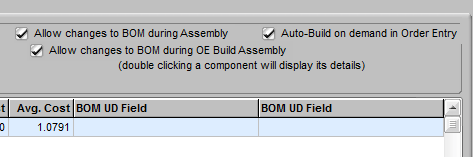 Allow changes to BOM during Assembly Auto-Build on demand in Order Entry
Allow changes to BOM during OE Build Assembly
(double clicking a component will display its details)
t Avg. Cost BOM UD Field BOM UD Field
0 1.0791